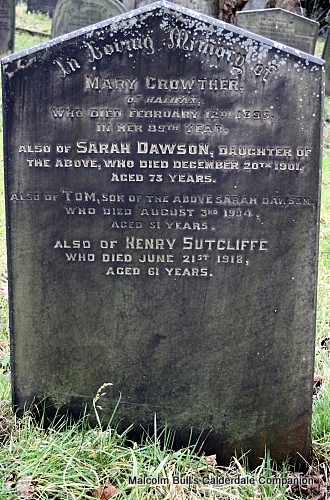 In Loving Memory of
MARY CROWTHER,
OF HALIFAX,
WHO DIED FEBRUARY 12TH
IN HER 89TH YEAR.
ALSO OF SARAH DAWSON, DAUGHTER OF
THE ABOVE, WHO DIED DECEMBER 20TH 1901,
AGED 73 YEARS.
ALSO OF TOM, SON OF THE ABOVE SARAH DAWSON,
WHO DIED AUGUST 3RD 1904,
AGED 51 YEARS.
ALSO OF HENRY SUTCLIFFE
WHO DIED JUNE 21ST 1918,
AGED 61 YEARS.
Malcolm Bull's Calderdale Companion